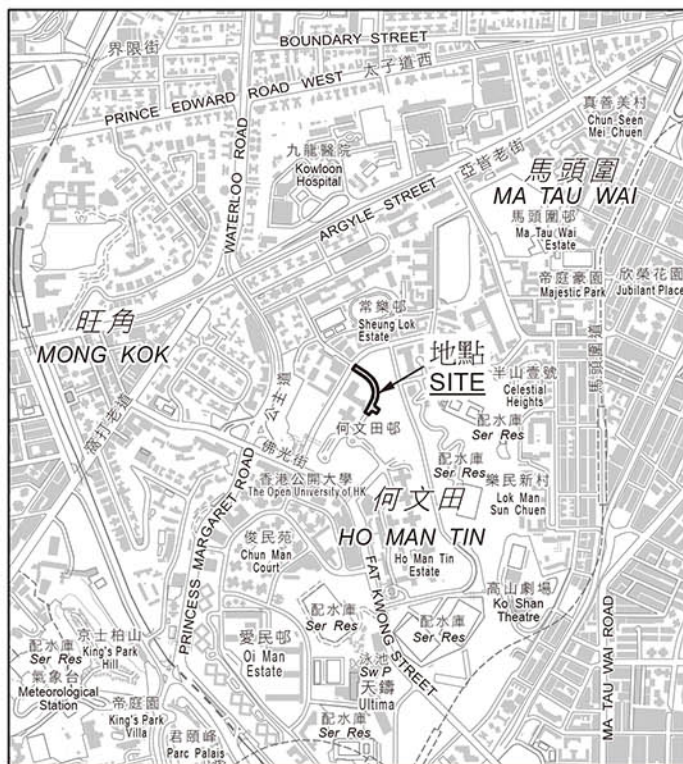 界限街
BOUNDARY STREET
太子道西
PRINCE EDWARD ROAD WEST
真善美村
Chun Seen
Mei Chuen
WATERLOO ROAD
九龍醫院
Kowloon
Hospital
亞皆老街
ARGYLE STREET
馬頭圍
MA TAU WAI
馬頭圍邨
Ma Tau Wai
Estate
帝庭豪園
Majestic Park
欣榮花園
Jubilant Place
常樂邨
Sheung Lok
Estate
旺角
MONG KOK
地點
SITE
馬頭圍道
半山壹號
Celestial
Heights
配水庫
Ser Res
窩打老道
公主道
何文田邨
佛光街
配水庫
Ser Res
香港公開大學
The Open University of HK
何文田
HO MAN TIN
樂民新村
Lok Man
Sun Chuen
PRINCESS MARGARET ROAD
俊民苑
Chun Man
Court
Ho Man Tin
Estate
FAT KWONG STREET
高山劇場
Ko Shan
Theatre
配水庫
Ser Res
配水庫
Ser Res
愛民邨
Oi Man
Estate
京士柏山
King's Park
Hill
配水庫
Ser Res
氣象台
Meteorological
Station
泳池
Sw P
天鑄
Ultima
MA TAU WAI ROAD
帝庭園
King's Park
Villa
配水庫
Ser Res
君頤峰
Parc Palais